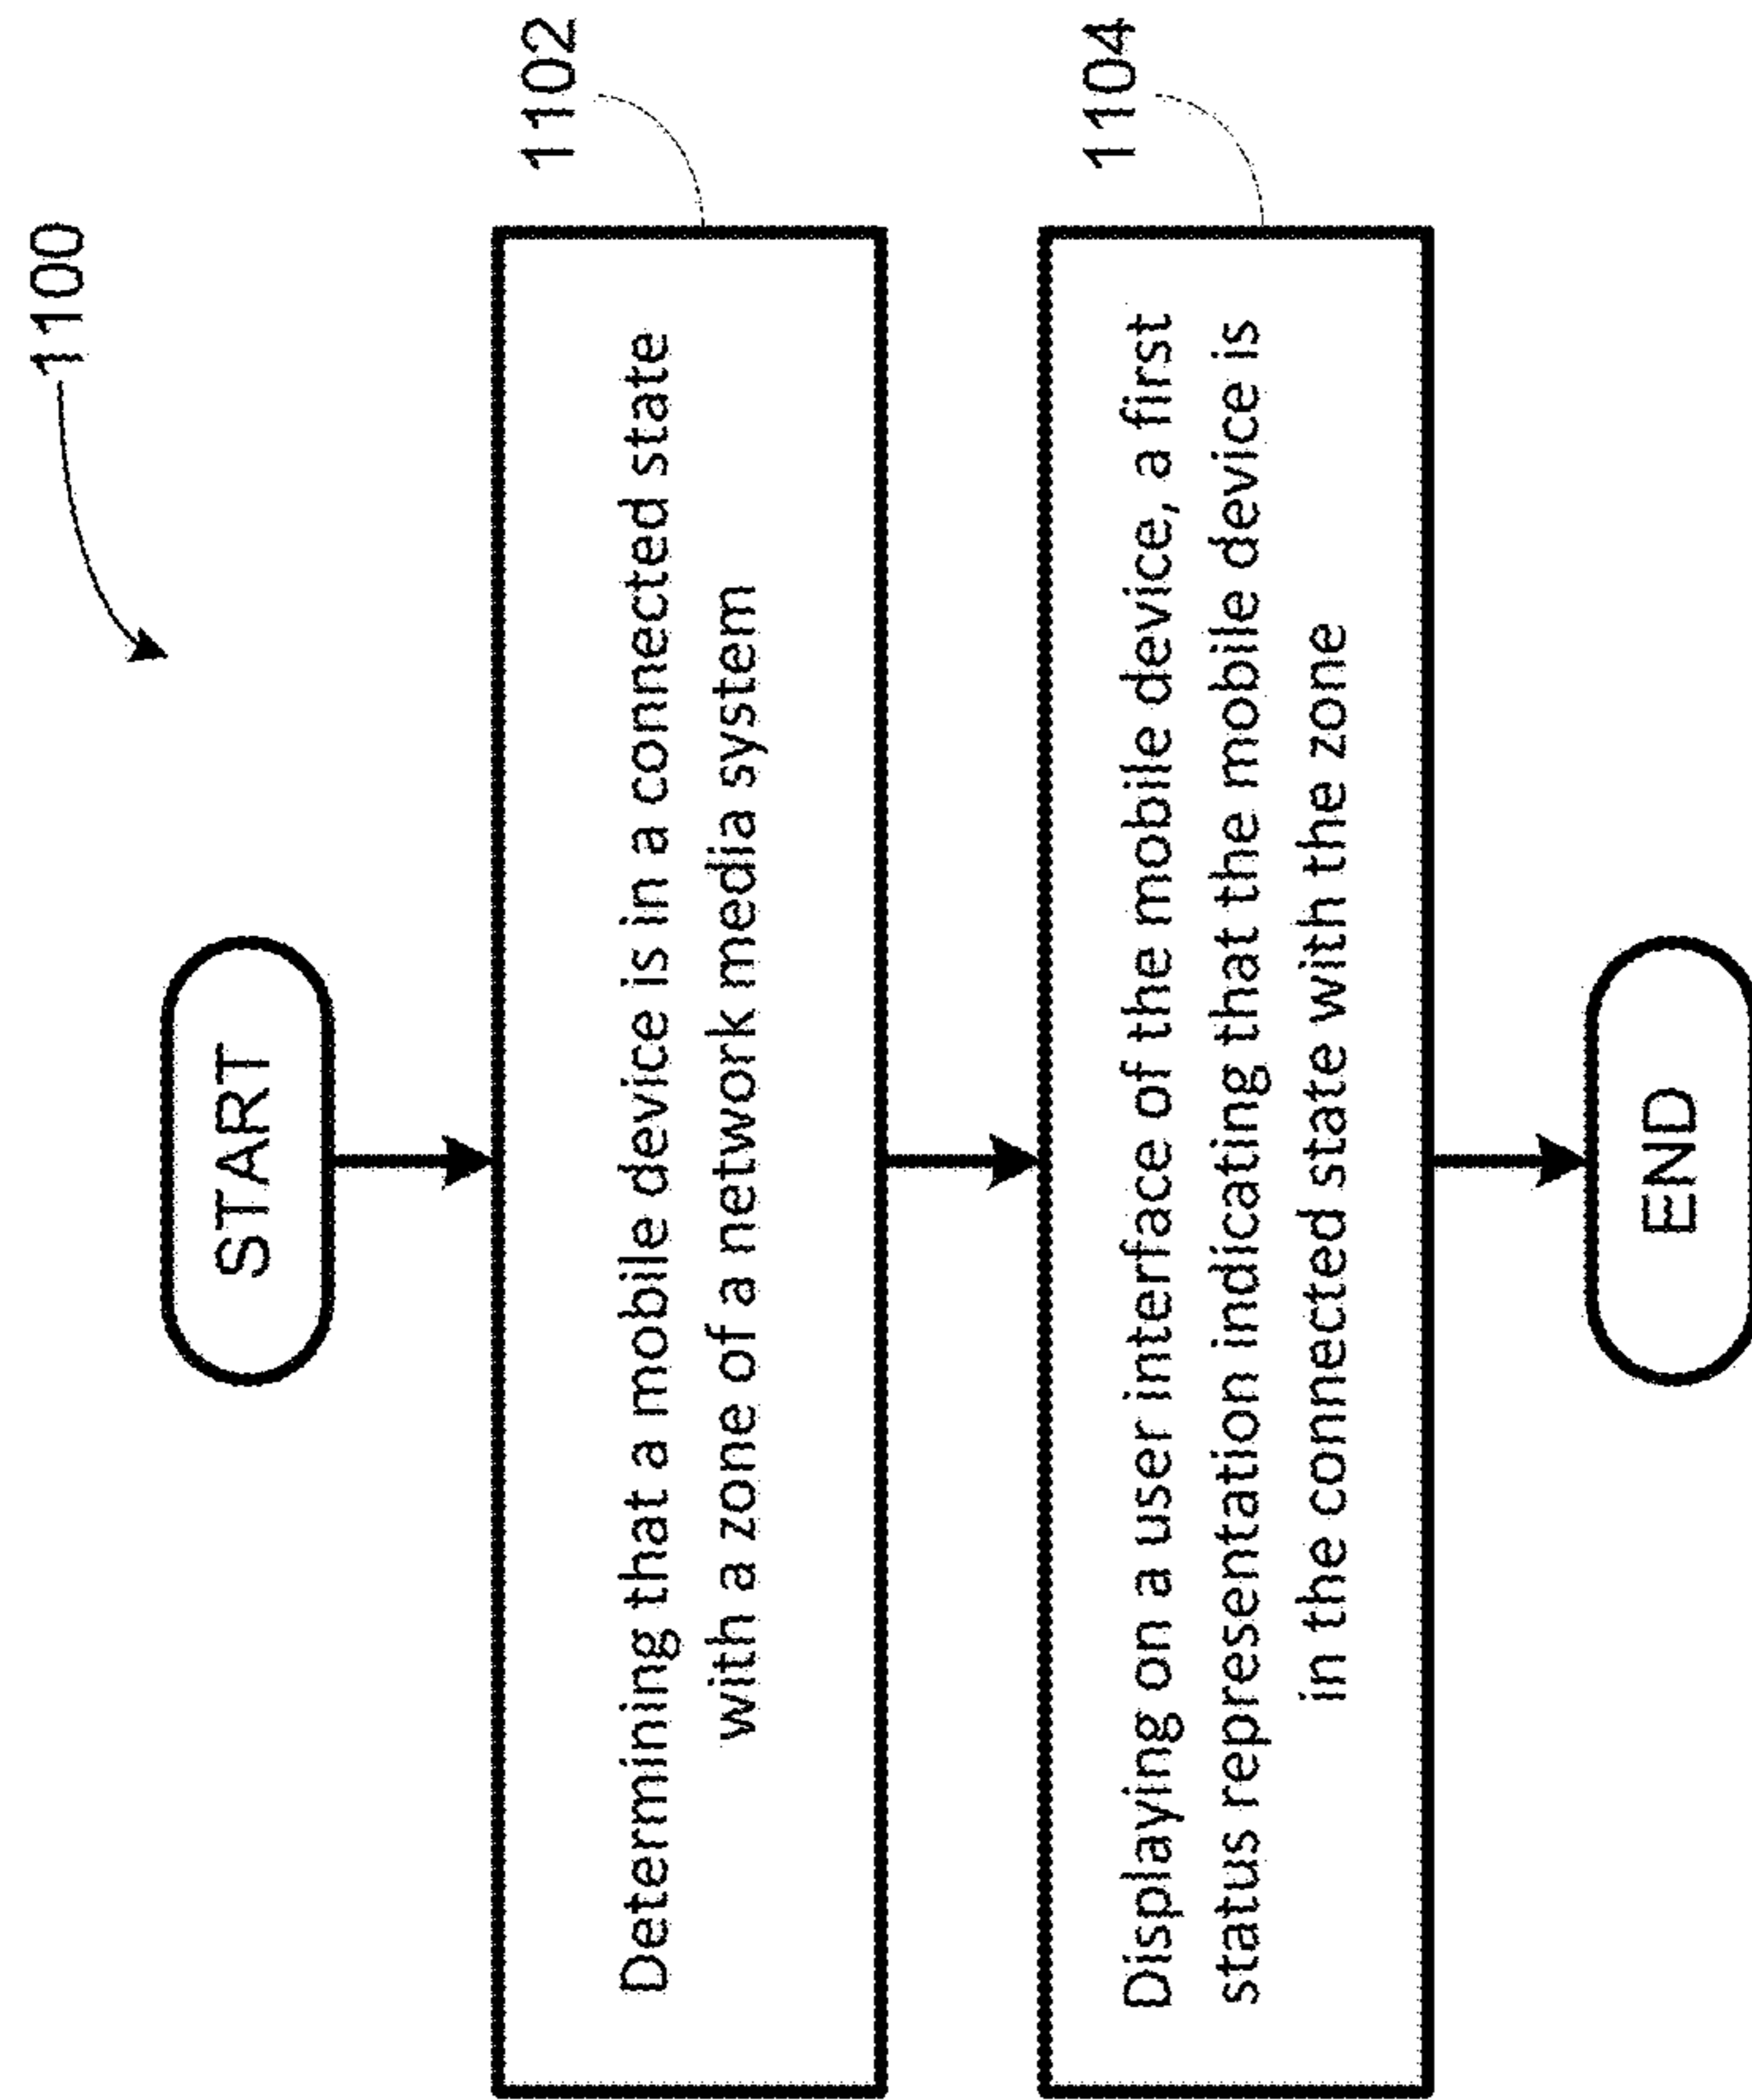 1100
START
1102
Determining that a mobile device is in a connected state
with a zone of a network media system
1104
Displaying on a user interface of the mobile device, a first
status representation indicating that the mobile device is
in the connected state with the zone
END